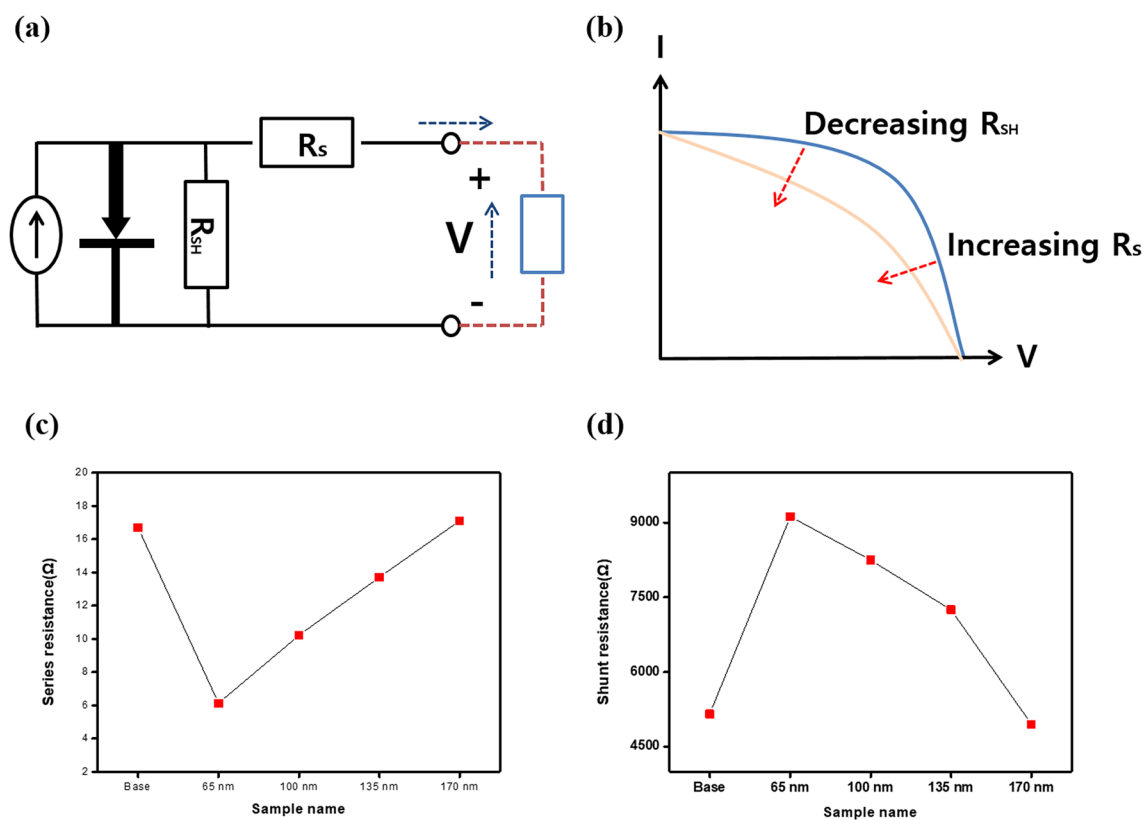 (a)
Rs
RSH
+
V
-
(b)
I
Decreasing RSH
Increasing Rs
V
(c)
20
18
16
14
12
10
8
6
4
2
Series resistance(Ω)
Base 65 nm 100 nm 135 nm 170 nm
Sample name
(d)
9000
7500
6000
4500
Shunt resistance(Ω)
Base 65 nm 100 nm 135 nm 170 nm
Sample name